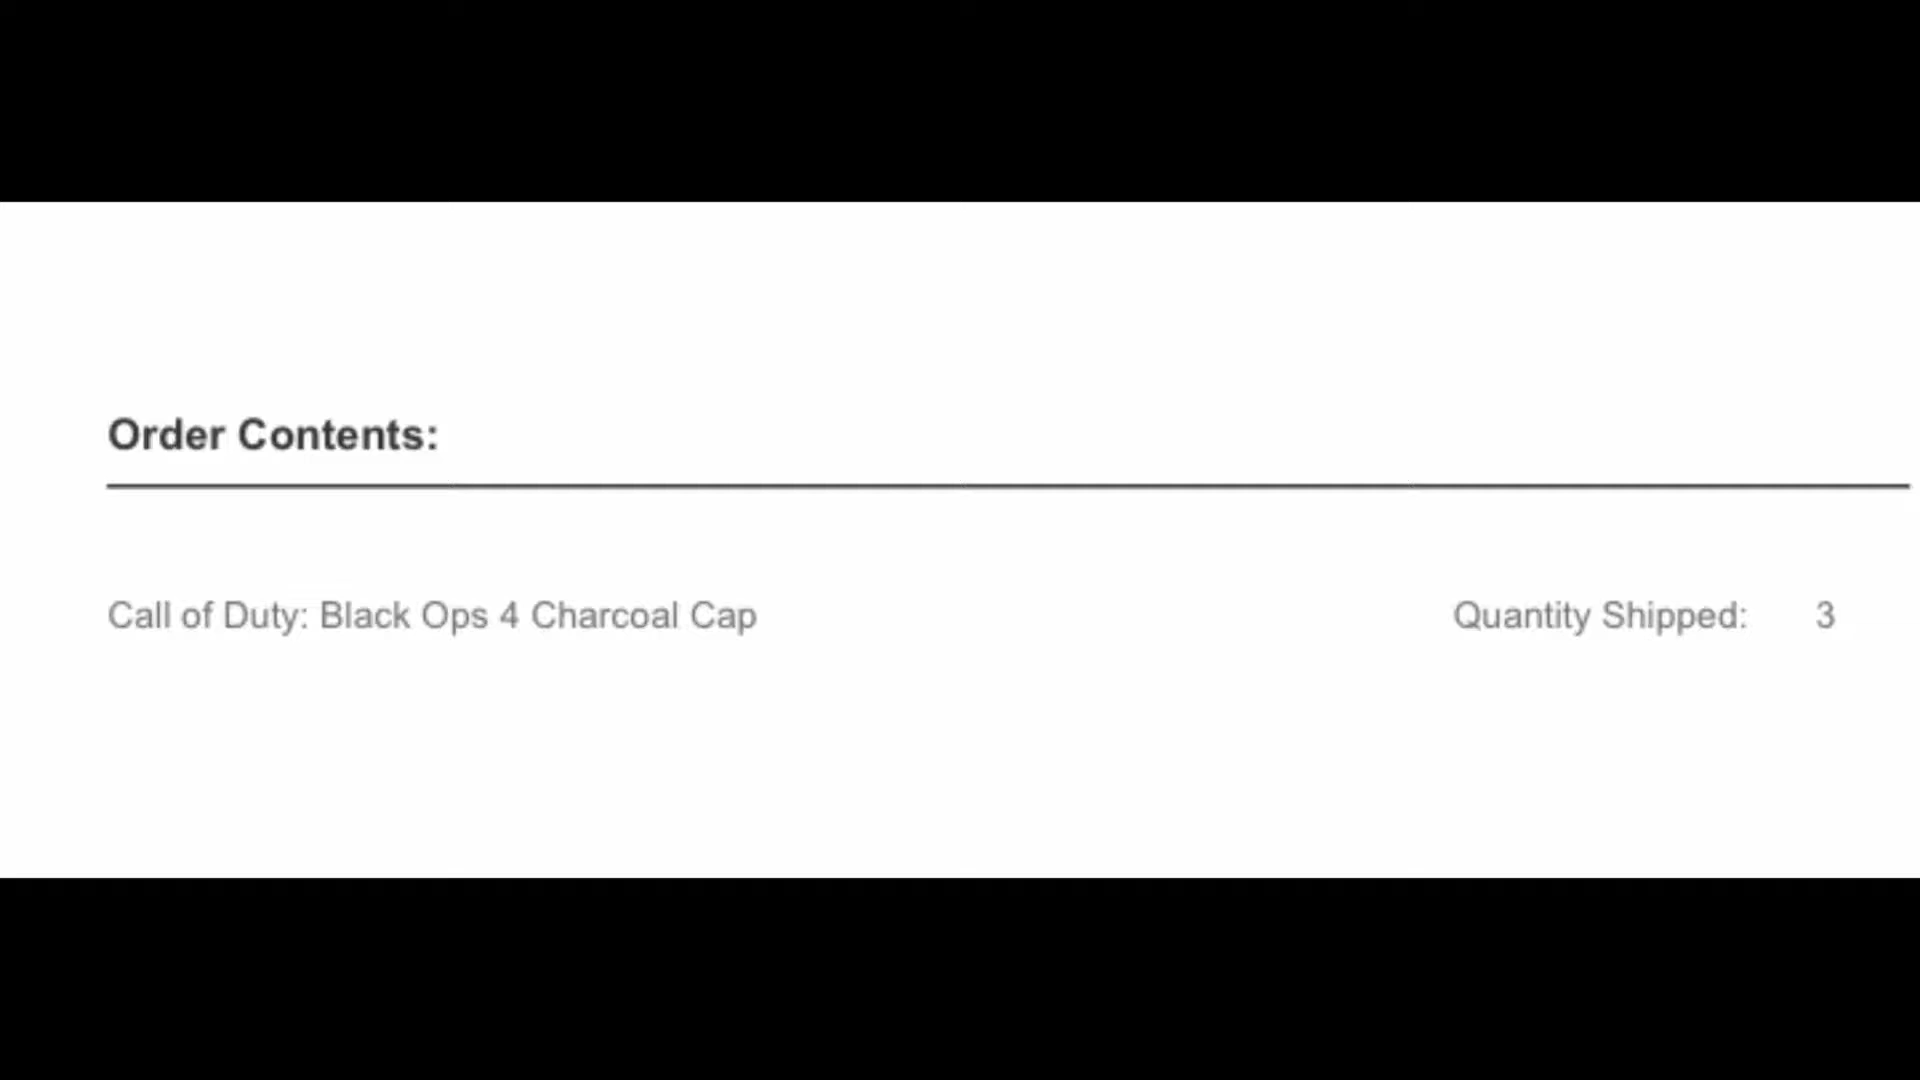 Order Contents:
Call of Duty: Black Ops 4 Charcoal Cap Quantity Shipped: 3